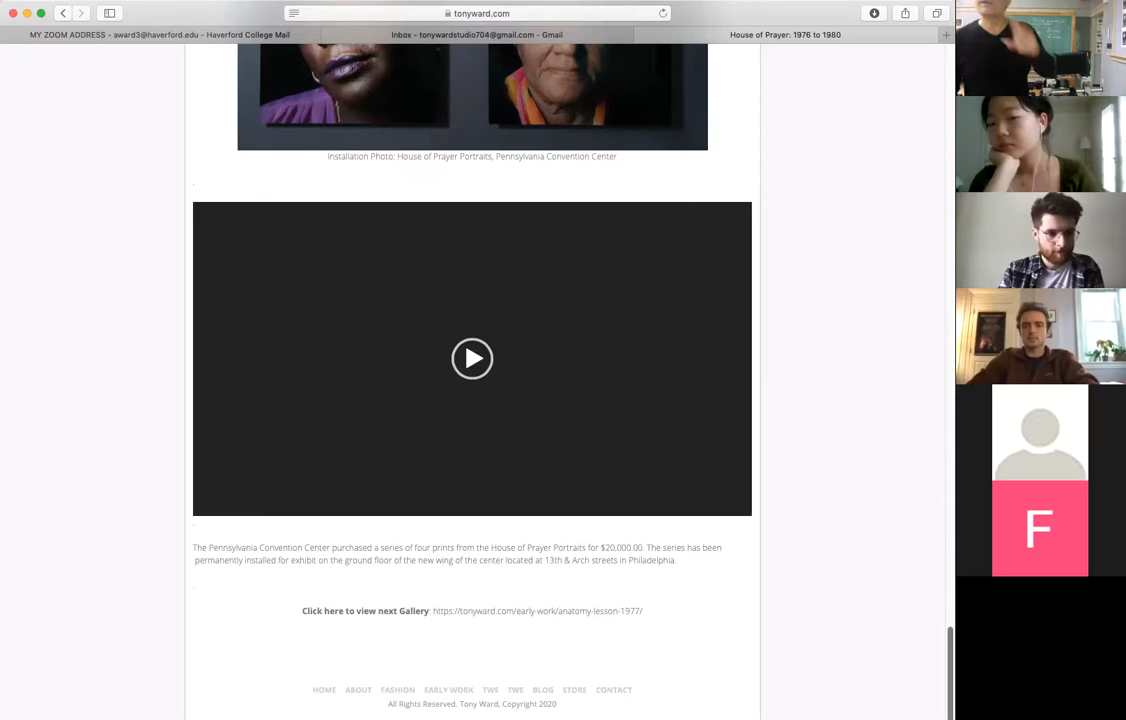 tonyward.com
MY ZOOM ADDRESS - award3@haverford.edu - Haverford College Mail
Inbox - tonywardstudio704@gmail.com - Gmail
House of Prayer: 1976 to 1980
Installation Photo: House of Prayer Portraits, Pennsylvania Convention Center
The Pennsylvania Convention Center purchased a series of four prints from the House of Prayer Portraits for $20,000.00. The series has been
permanently installed for exhibit on the ground floor of the new wing of the center located at 13th & Arch streets in Philadelphia.
Click here to view next Gallery: https://tonyward.com/early-work/anatomy-lesson-1977/
HOME ABOUT FASHION EARLY WORK TWS TWE BLOG STORE CONTACT
All Rights Reserved, Tony Ward, Copyright 2020
F